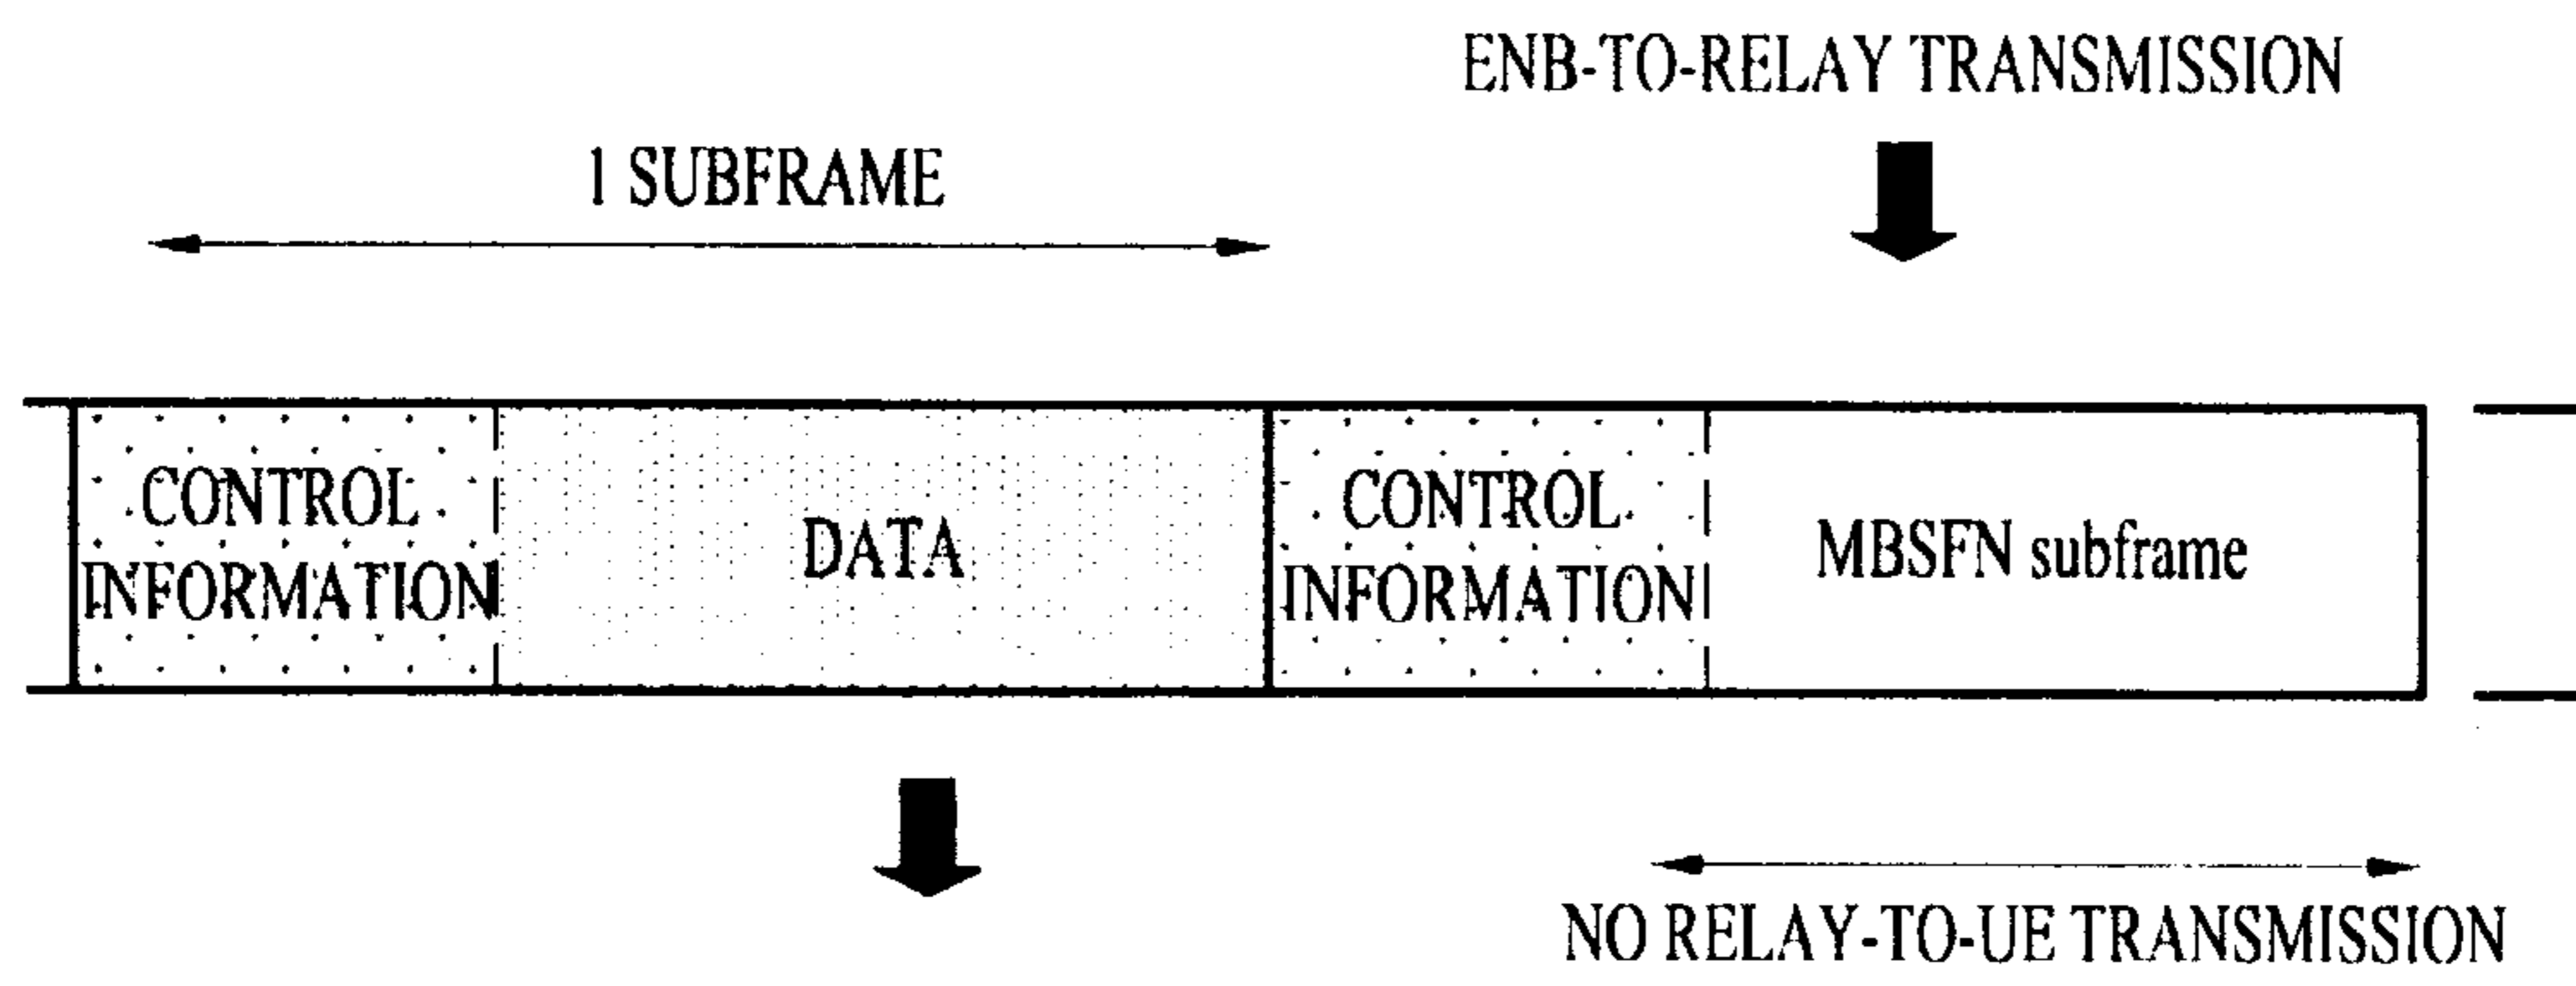 ENB-TO-RELAY TRANSMISSION
1 SUBFRAME
CONTROL
INFORMATION
DATA
CONTROL
INFORMATION
MBSFN subframe
NO RELAY-TO-UE TRANSMISSION